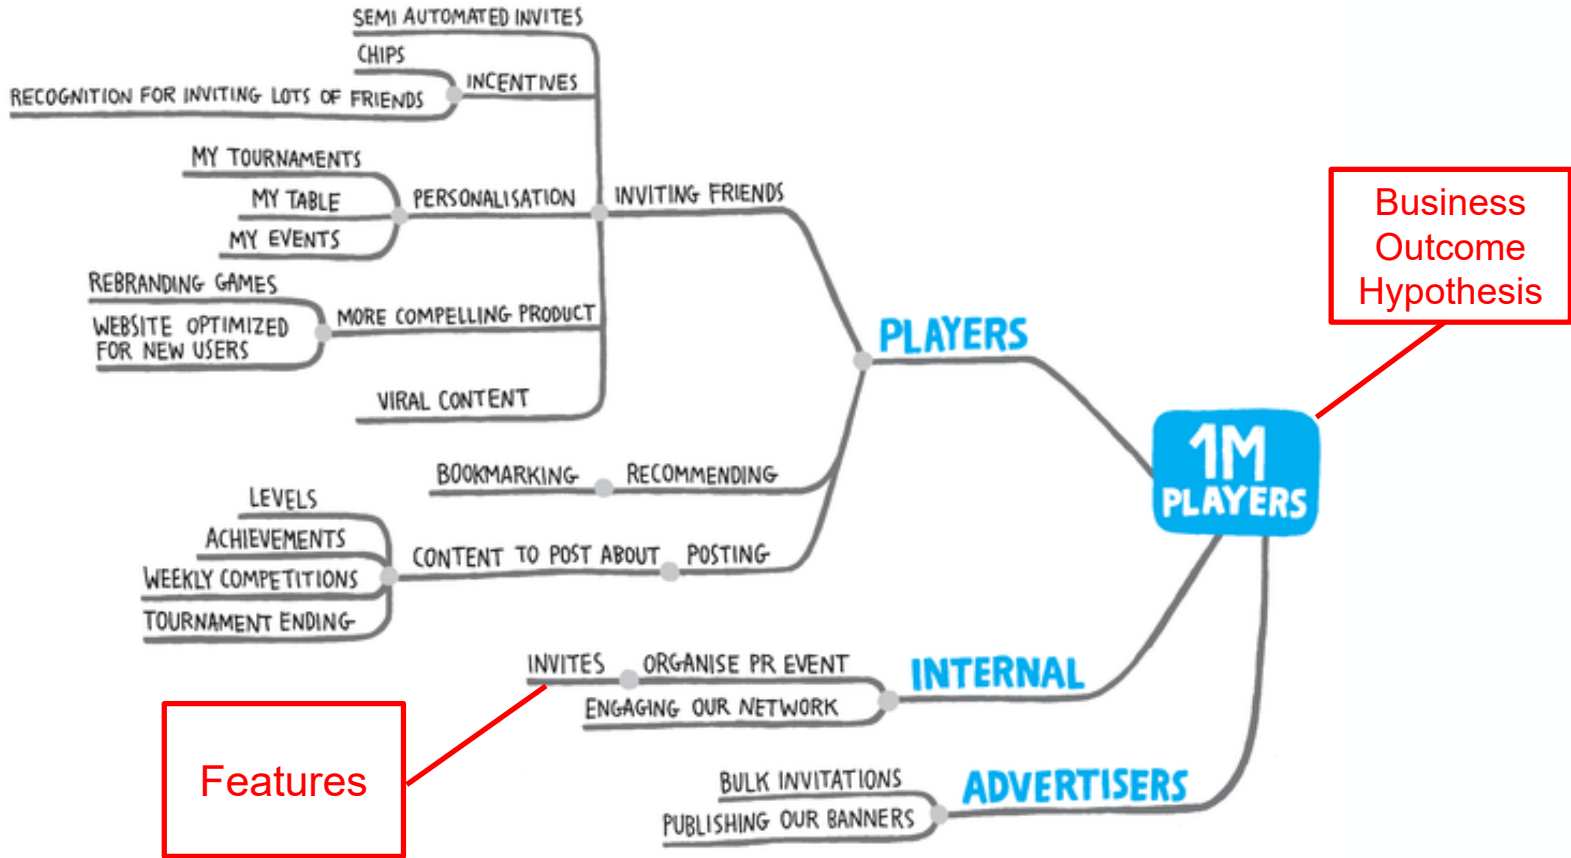 SEMI AUTOMATED INVITES
CHIPS
INCENTIVES
RECOGNITION FOR INVITING LOTS OF FRIENDS
MY TOURNAMENTS
MY TABLE
PERSONALISATION
INVITING FRIENDS
MY EVENTS
REBRANDING GAMES
WEBSITE OPTIMIZED
FOR NEW USERS
MORE COMPELLING PRODUCT
VIRAL CONTENT
PLAYERS
Business
Outcome
Hypothesis
1M
PLAYERS
BOOKMARKING
RECOMMENDING
LEVELS
ACHIEVEMENTS
WEEKLY COMPETITIONS
TOURNAMENT ENDING
CONTENT TO POST ABOUT
POSTING
INVITES
ORGANISE PR EVENT
ENGAGING OUR NETWORK
INTERNAL
Features
BULK INVITATIONS
PUBLISHING OUR BANNERS
ADVERTISERS